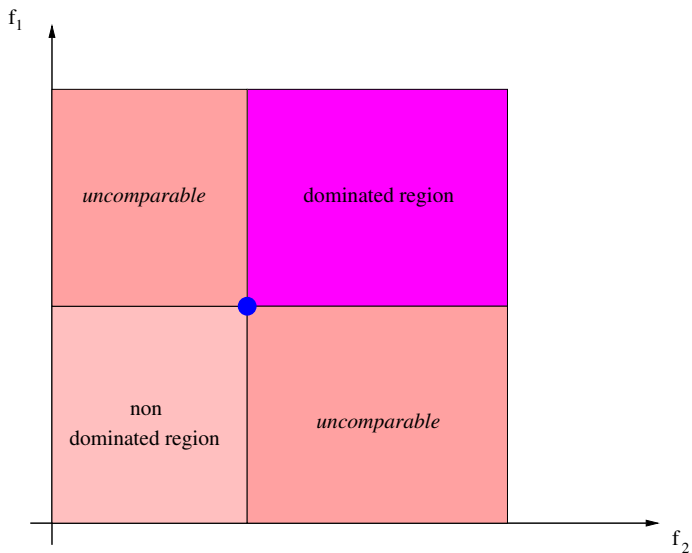 f1
uncomparable
dominated region
non
dominated region
uncomparable
f2